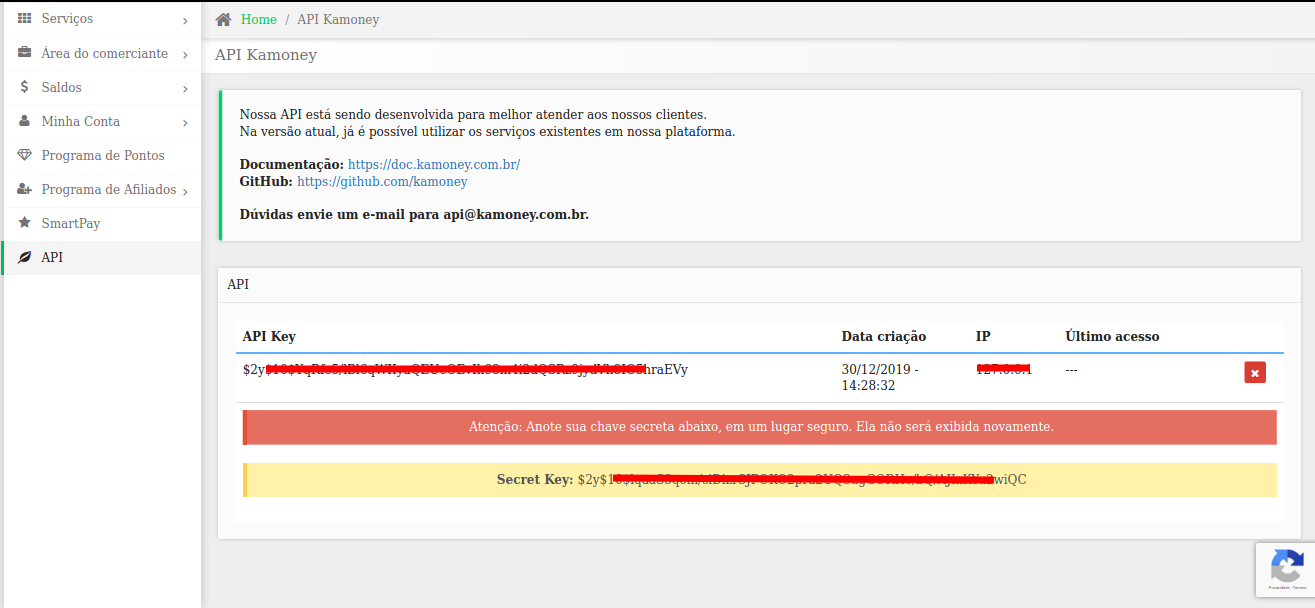 Serviços
Home / API Kamoney
Área do comerciante
API Kamoney
Saldos
Minha Conta
Programa de Pontos
Programa de Afiliados
SmartPay
API
Nossa API está sendo desenvolvida para melhor atender aos nossos clientes.
Na versão atual, já é possível utilizar os serviços existentes em nossa plataforma.
Documentação: https://doc.kamoney.com.br/
GitHub: https://github.com/kamoney
Dúvidas envie um e-mail para api@kamoney.com.br.
API
API Key Data criação IP Último acesso
$2y hraEVy 30/12/2019 - ---
14:28:32
Atenção: Anote sua chave secreta abaixo, em um lugar seguro. Ela não será exibida novamente.
Secret Key: $2y$1 wiQC
Privacidade - Termos